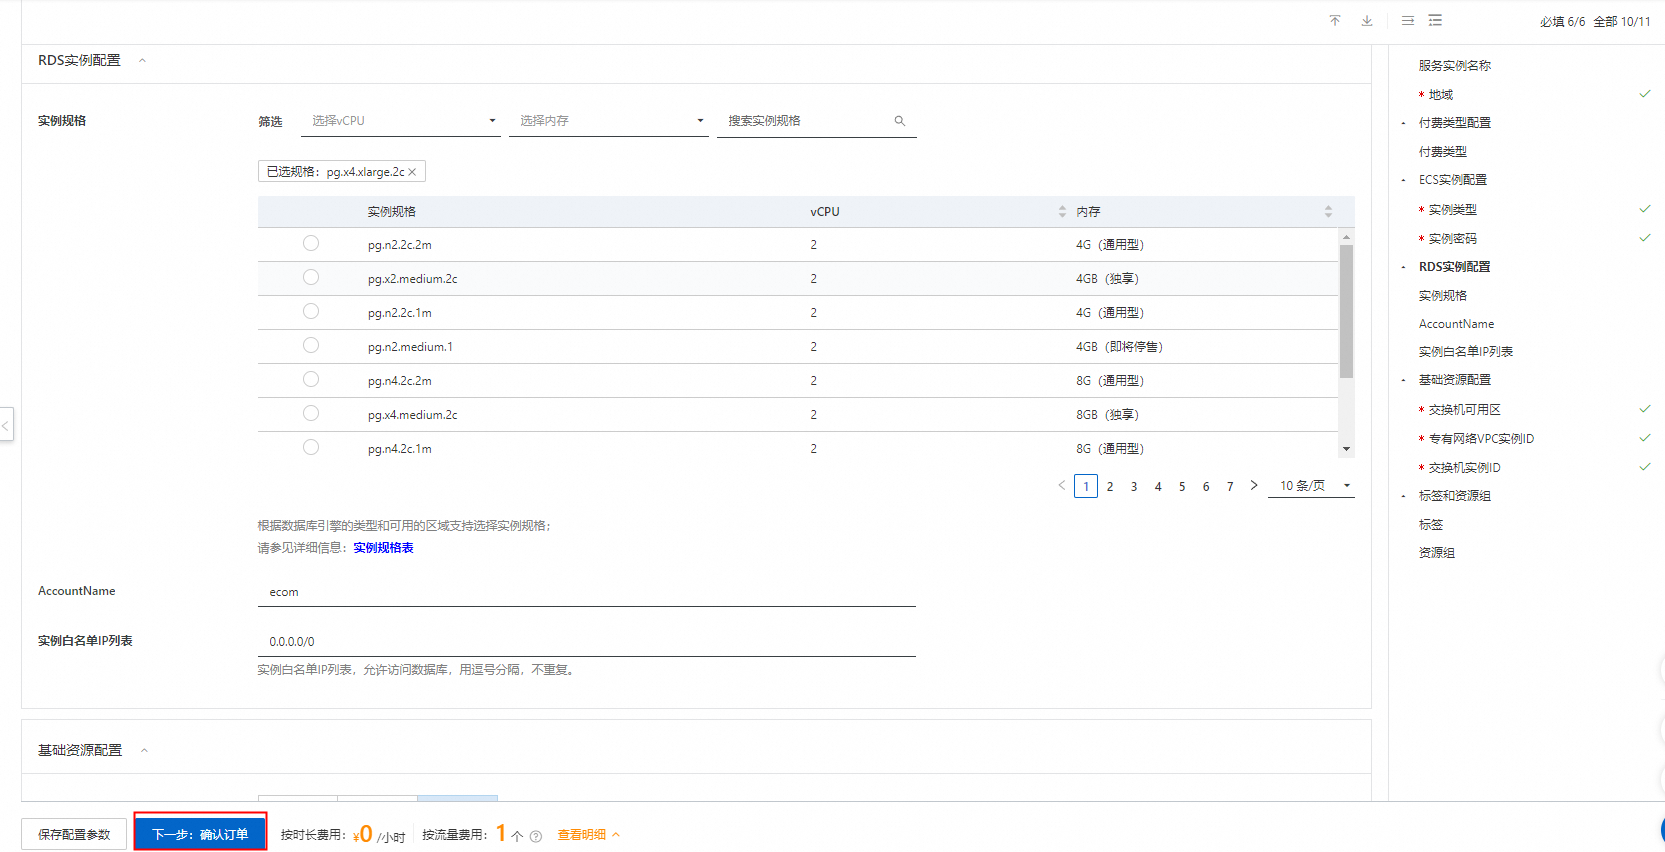 必填 6/6 全部 10/11
RDS实例配置
实例规格
筛选
选择vCPU
选择内存
搜索实例规格
已选规格：pg.x4.xlarge.2c
实例规格 vCPU 内存
pg.n2.2c.2m 2 4G（通用型）
pg.x2.medium.2c 2 4GB（独享）
pg.n2.2c.1m 2 4G（通用型）
pg.n2.medium.1 2 4GB（即将停售）
pg.n4.2c.2m 2 8G（通用型）
pg.x4.medium.2c 2 8GB（独享）
pg.n4.2c.1m 2 8G（通用型）
1 2 3 4 5 6 7 10 条/页
根据数据库引擎的类型和可用的区域支持选择实例规格；
请参见详细信息：实例规格表
AccountName
ecom
实例白名单IP列表
0.0.0.0/0
实例白名单IP列表，允许访问数据库，用逗号分隔，不重复。
基础资源配置
保存配置参数
下一步：确认订单
按时长费用：¥0 /小时
按流量费用：1 个
查看明细
服务实例名称
* 地域
付费类型配置
付费类型
ECS实例配置
* 实例类型
* 实例密码
RDS实例配置
实例规格
AccountName
实例白名单IP列表
基础资源配置
* 交换机可用区
* 专有网络VPC实例ID
* 交换机实例ID
标签和资源组
标签
资源组